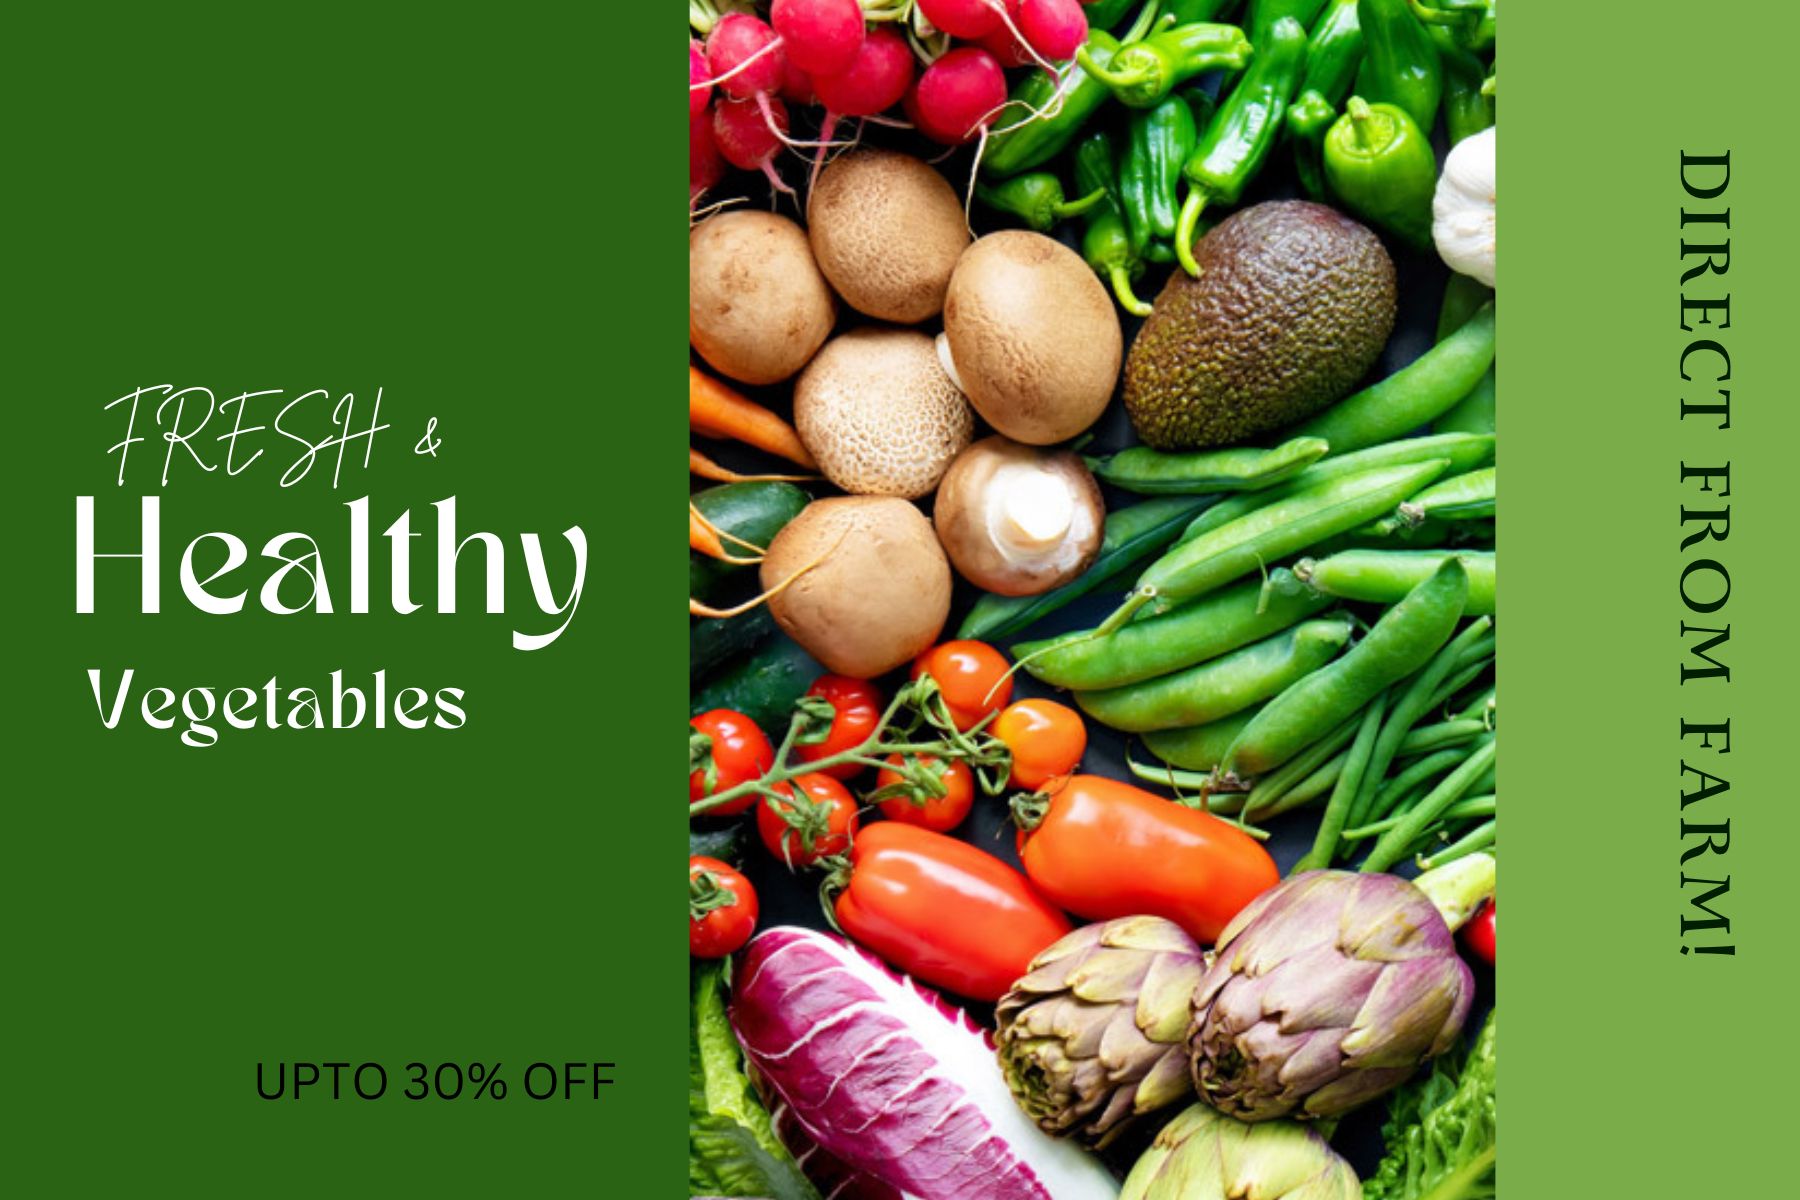 FRESH &
Healthy
Vegetables
UPTO 30% OFF
DIRECT FROM FARM!